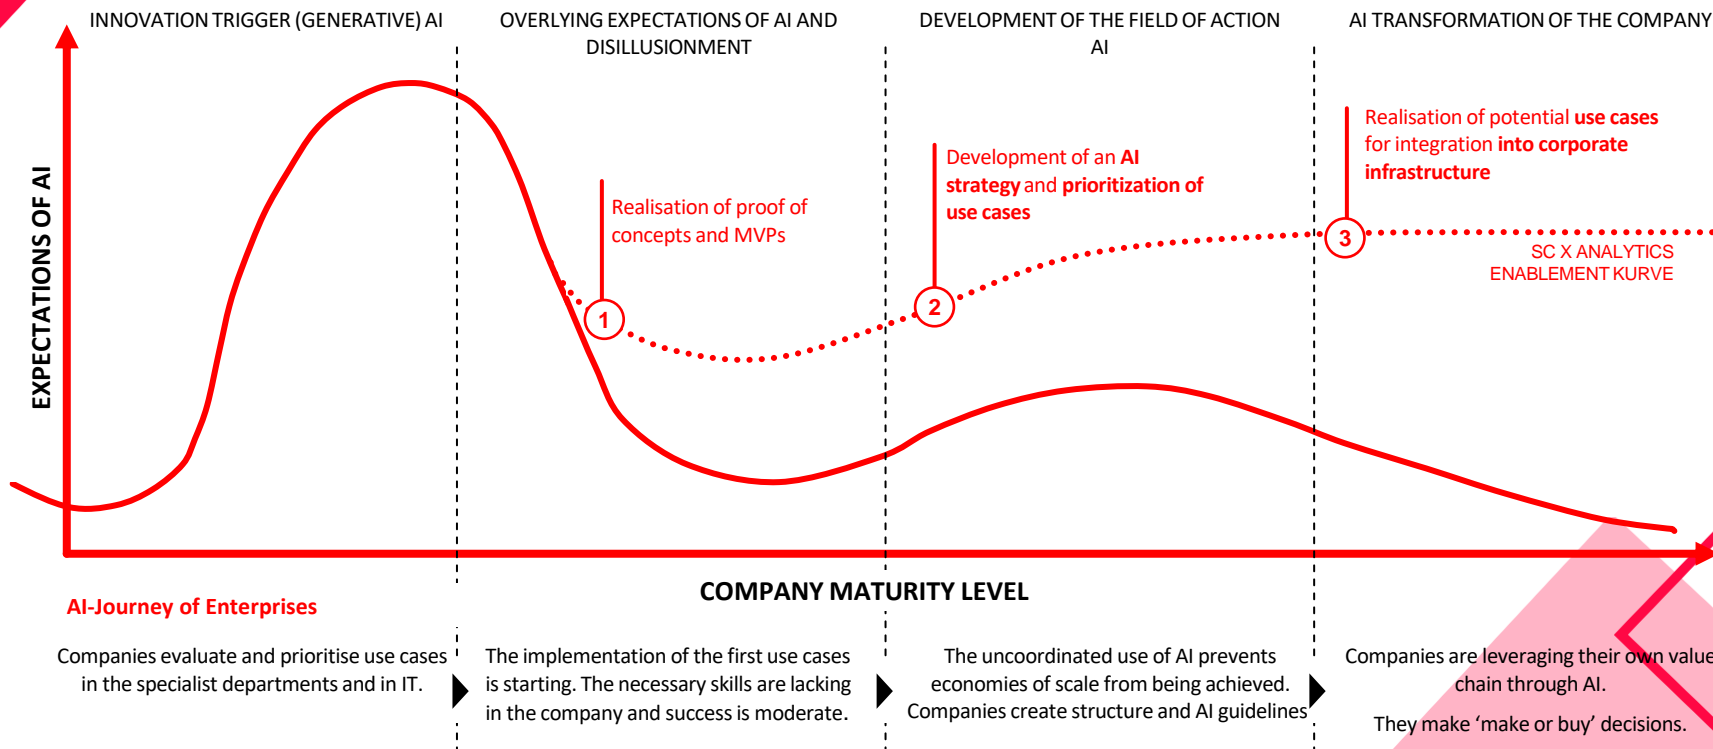 INNOVATION TRIGGER (GENERATIVE) AI
OVERLYING EXPECTATIONS OF AI AND
DISILLUSIONMENT
DEVELOPMENT OF THE FIELD OF ACTION
AI
AI TRANSFORMATION OF THE COMPANY
EXPECTATIONS OF AI
Realisation of proof of
concepts and MVPs
1
Development of an AI
strategy and prioritization of
use cases
2
Realisation of potential use cases
for integration into corporate
infrastructure
3
SC X ANALYTICS
ENABLEMENT KURVE
COMPANY MATURITY LEVEL
AI-Journey of Enterprises
Companies evaluate and prioritise use cases
in the specialist departments and in IT.
The implementation of the first use cases
is starting. The necessary skills are lacking
in the company and success is moderate.
The uncoordinated use of AI prevents
economies of scale from being achieved.
Companies create structure and AI guidelines
Companies are leveraging their own value
chain through AI.
They make ‘make or buy’ decisions.